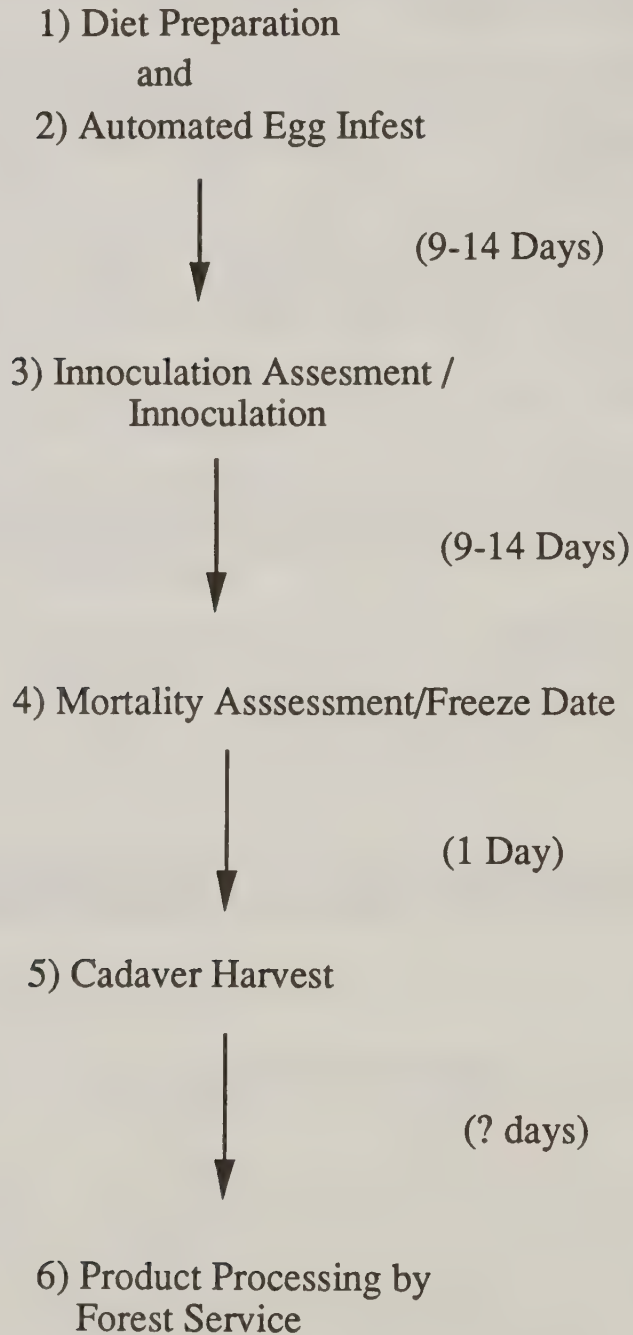 1) Diet Preparation
and
2) Automated Egg Infest
(9-14 Days)
3) Innoculation Assesment /
Innoculation
(9-14 Days)
4) Mortality Asssessment/Freeze Date
(1 Day)
5) Cadaver Harvest
(? days)
6) Product Processing by
Forest Service